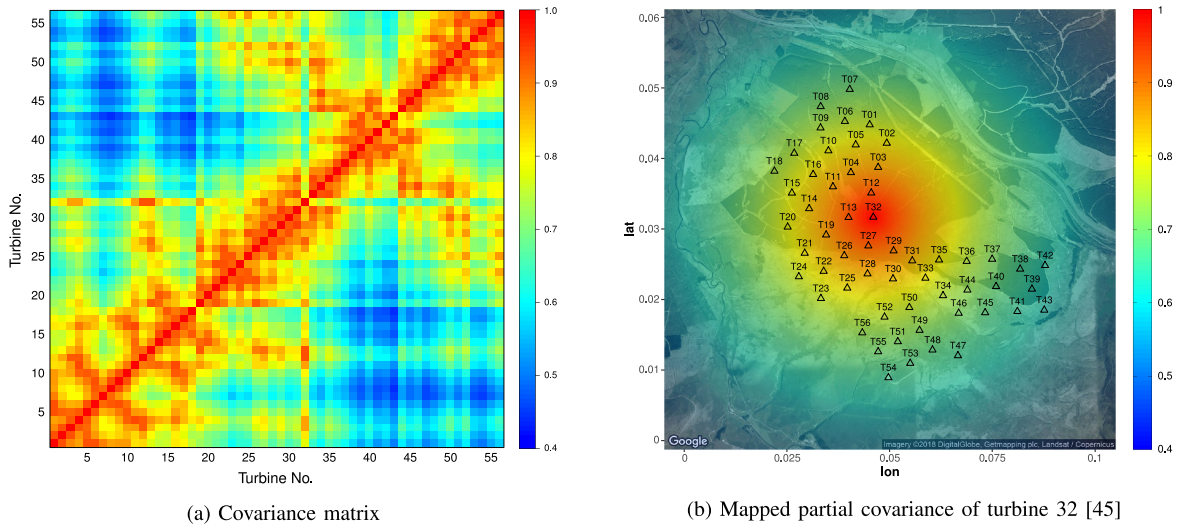 55
50
45
40
35
30
25
20
15
10
5
Turbine No.
5 10 15 20 25 30 35 40 45 50 55
Turbine No.
1.0
0.9
0.8
0.7
0.6
0.5
0.4
(a) Covariance matrix
0.06
0.05
0.04
0.03
0.02
0.01
0
lat
T07
T08
T09 T06 T01
T17 T10 T05 T02
T18 T16 T04 T03
T15 T11 T12
T14 T13 T32
T20 T19 T27
T21 T26 T29 T31 T35 T36 T37 T42
T24 T22 T28 T30 T33 T38
T23 T25 T34 T44 T40 T39
T52 T50 T46 T45 T41 T43
T56 T49
T55 T51 T48 T47
T54 T53
Google
Imagery ©2018 DigitalGlobe, Getmapping plc, Landsat / Copernicus
0 0.025 0.05 0.075 0.1
lon
1
0.9
0.8
0.7
0.6
0.5
0.4
(b) Mapped partial covariance of turbine 32 [45]